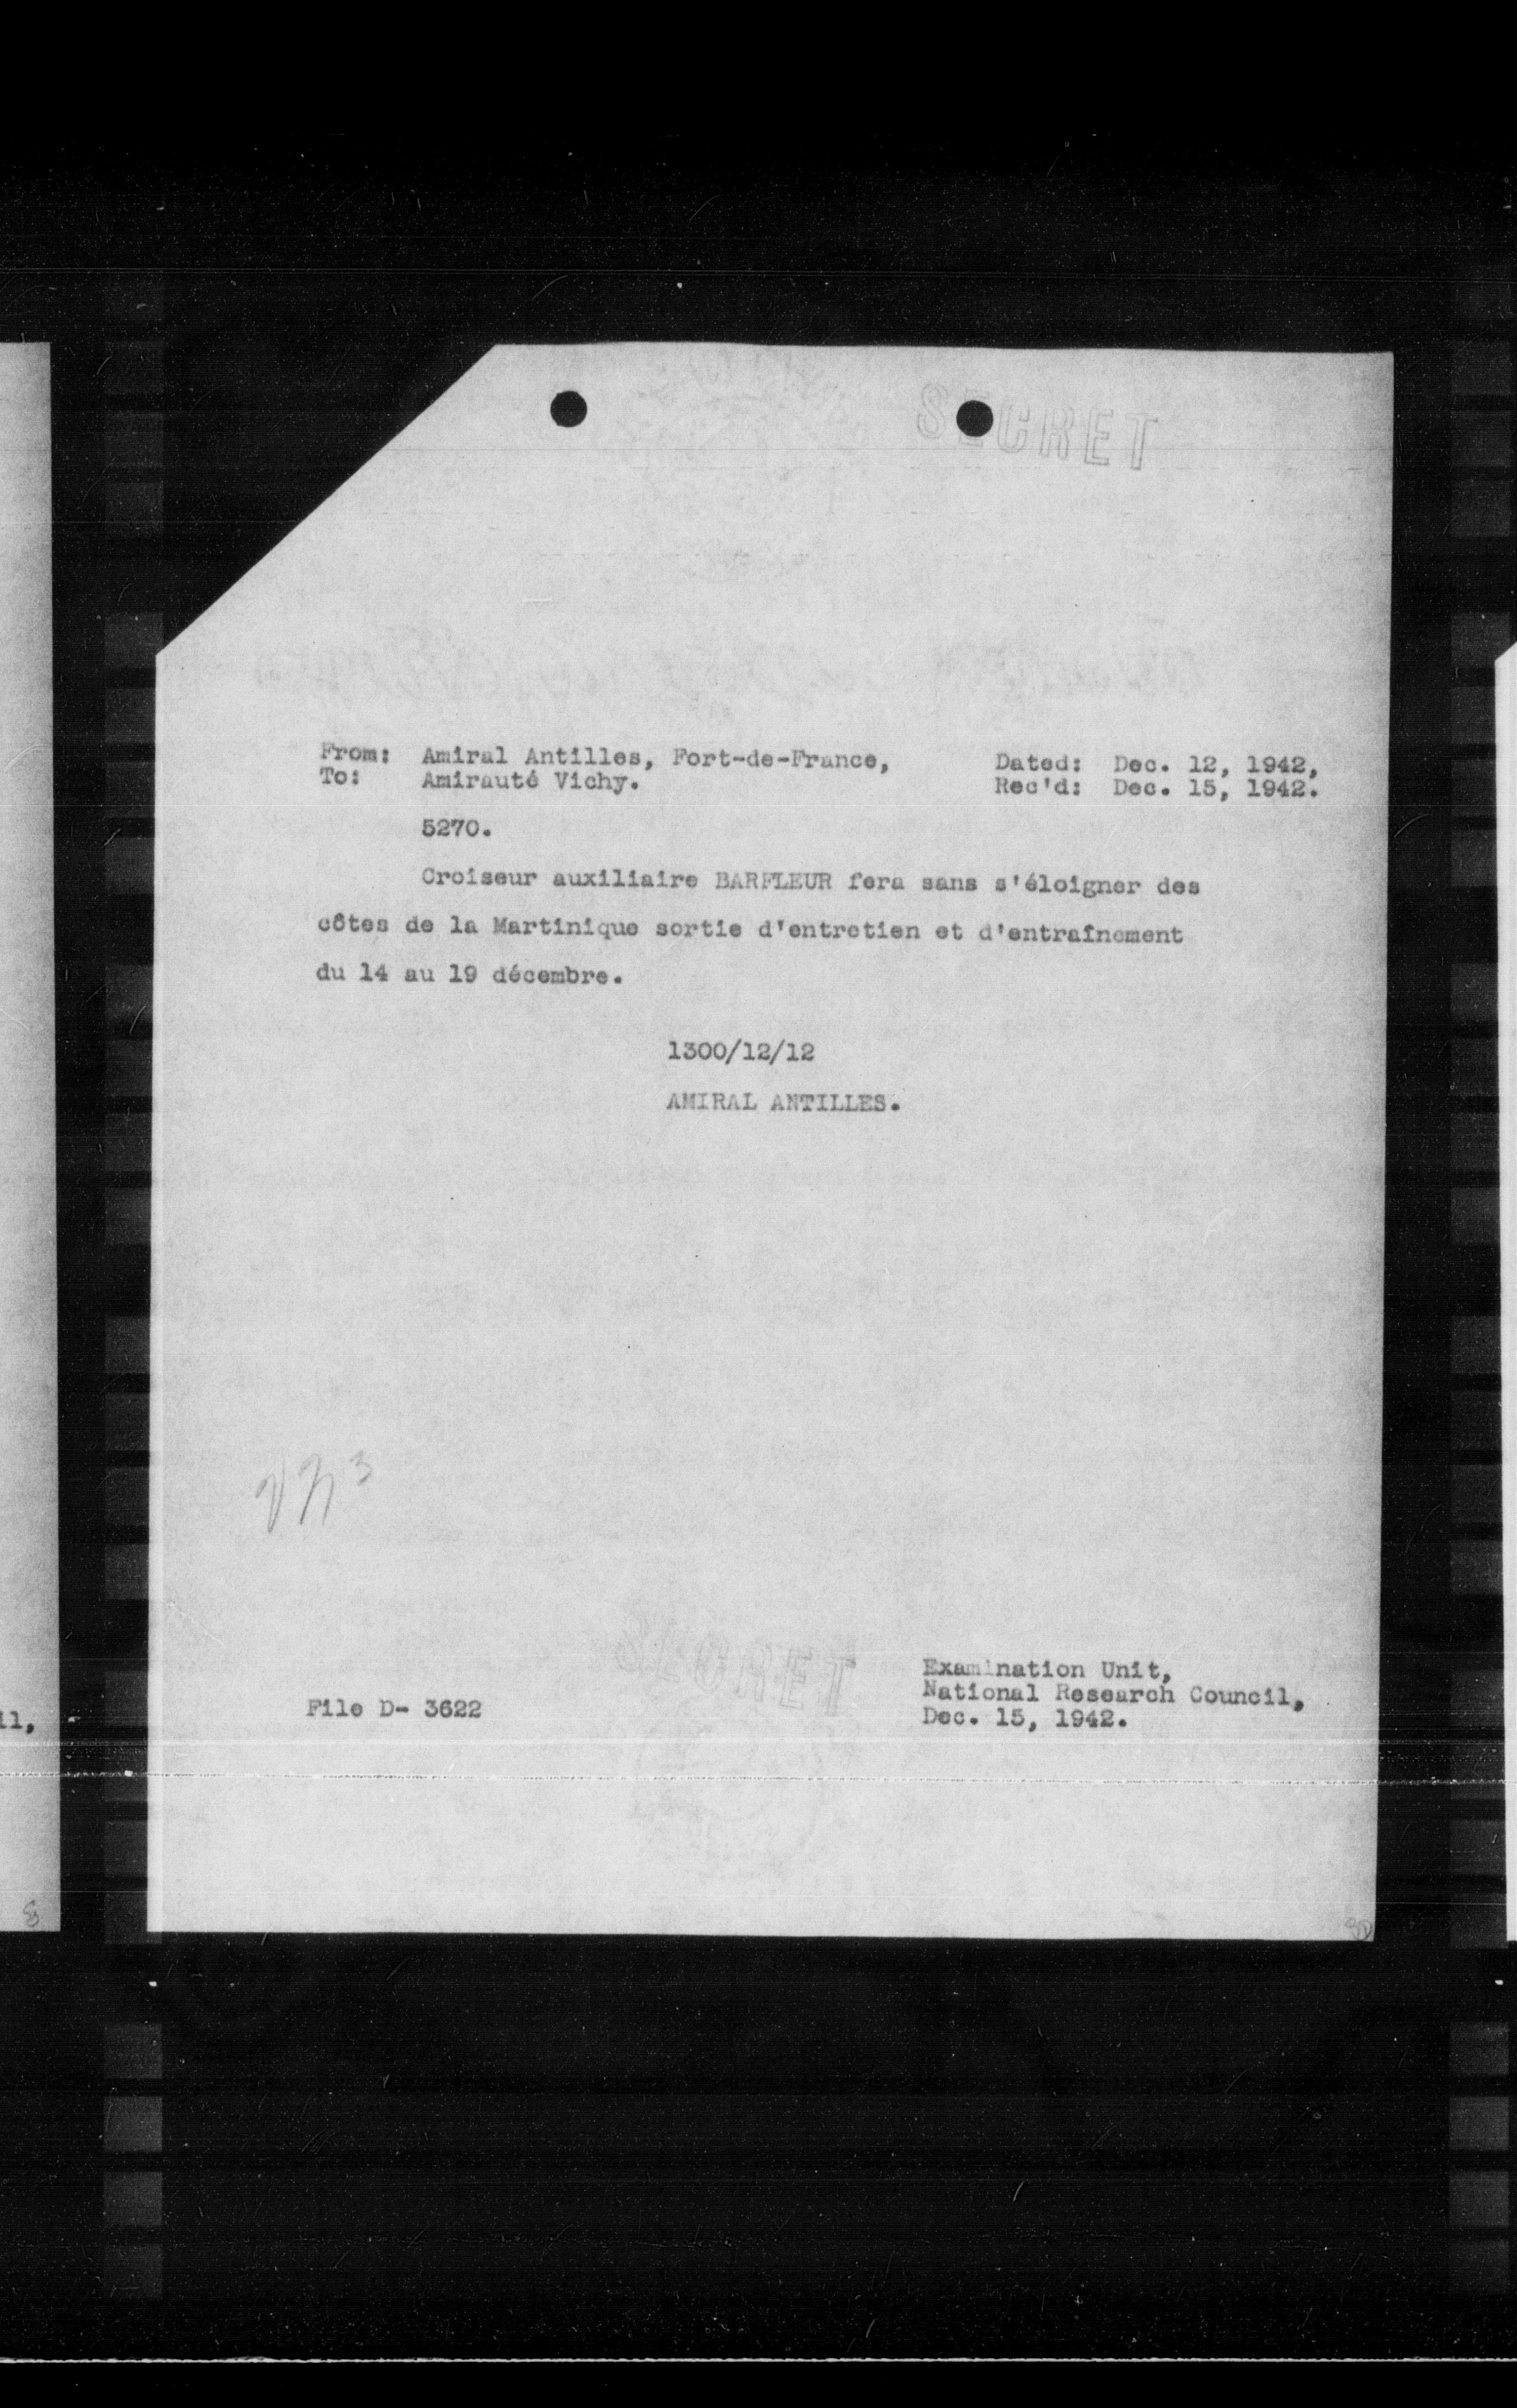 SECRET
From: Amiral Antilles, Fort-de-France, Dated: Dec. 12, 1942,
To: Amirauté Vichy. Rec'd: Dec. 15, 1942.
5270.
Croiseur auxiliaire BARFLEUR fera sans s'éloigner des
côtes de la Martinique sortie d'entretien et d'entraînement
du 14 au 19 décembre.
1300/12/12
AMIRAL ANTILLES.
SECRET
File D- 3622
Examination Unit,
National Research Council,
Dec. 15, 1942.
il,